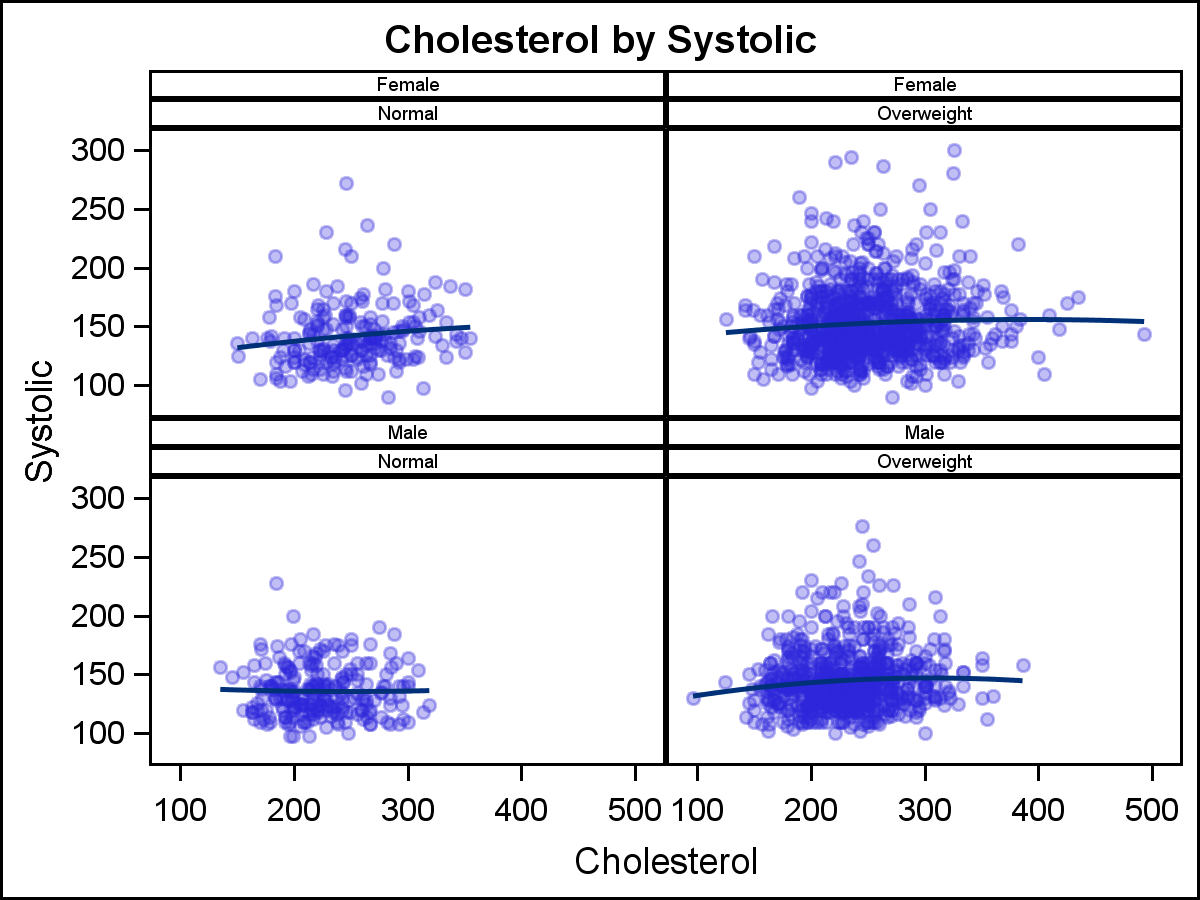 Cholesterol by Systolic
Female Female
Normal Overweight
300
250
200
150
100
Male Male
Normal Overweight
300
250
200
150
100
Systolic
100 200 300 400 500 100 200 300 400 500
Cholesterol